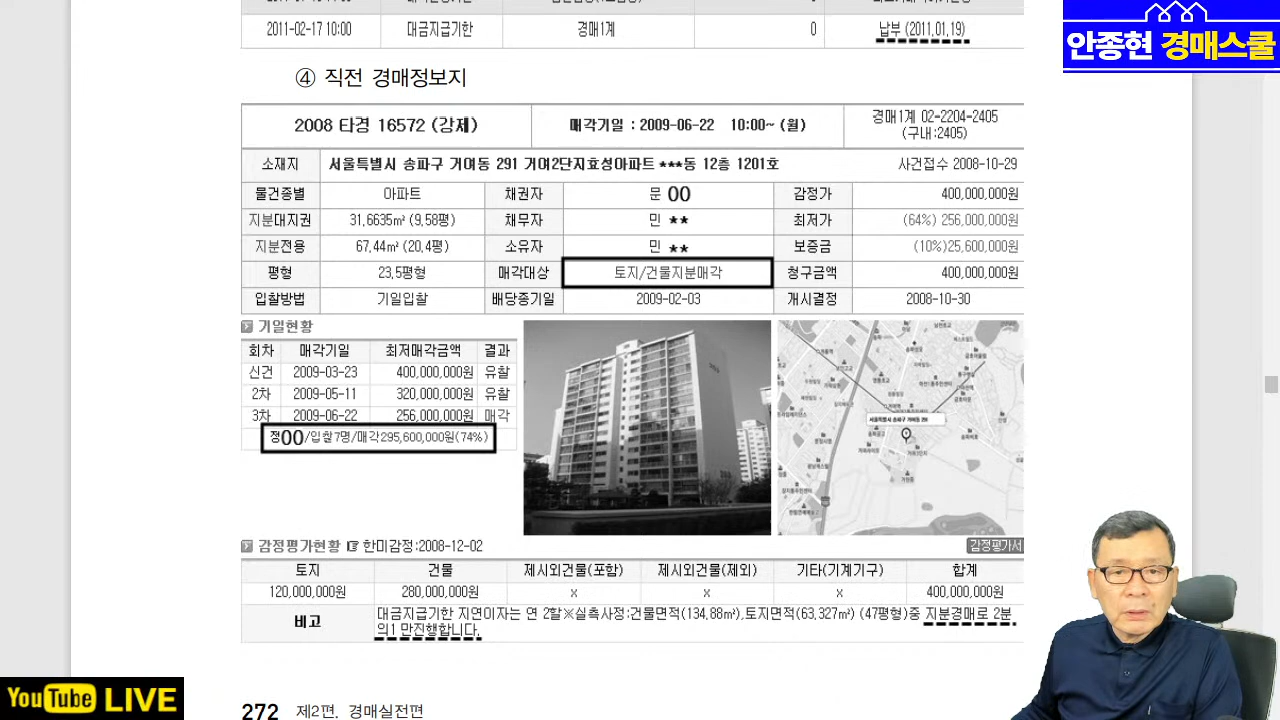 2011-02-17 10:00 대금지급기한 경매1계 0 납부 (2011.01.19)
안종현 경매스쿨
④ 직전 경매정보지
2008 타경 16572 (강제) 매각기일 : 2009-06-22 10:00~ (월) 경매1계 02-2204-2405
(구내:2405)
소재지 서울특별시 송파구 거여동 291 거여2단지효성아파트 ***동 12층 1201호 사건접수 2008-10-29
물건종별 아파트 채권자 문 00 감정가 400,000,000원
지분대지권 31,6635㎡ (9,58평) 채무자 민 ** 최저가 (64%) 256,000,000원
지분전용 67,44㎡ (20,4평) 소유자 민 ** 보증금 (10%)25,600,000원
평형 23,5평형 매각대상 토지/건물지분매각 청구금액 400,000,000원
입찰방법 기일입찰 배당종기일 2009-02-03 개시결정 2008-10-30
기일현황
회차 매각기일 최저매각금액 결과
신건 2009-03-23 400,000,000원 유찰
2차 2009-05-11 320,000,000원 유찰
3차 2009-06-22 256,000,000원 매각
정00/입찰7명/매각295,600,000원(74%)
서울특별시 송파구 거여동 291
감정평가현황 ☞ 한미감정:2008-12-02 감정평가서
토지 건물 제시외건물(포함) 제시외건물(제외) 기타(기계기구) 합계
120,000,000원 280,000,000원 x x x 400,000,000원
비고 대금지급기한 지연이자는 연 2할※실측사정:건물면적(134,88㎡),토지면적(63,327㎡) (47평형)중 지분경매로 2분
의1 만진행합니다.
YouTube LIVE
272 제2편. 경매실전편